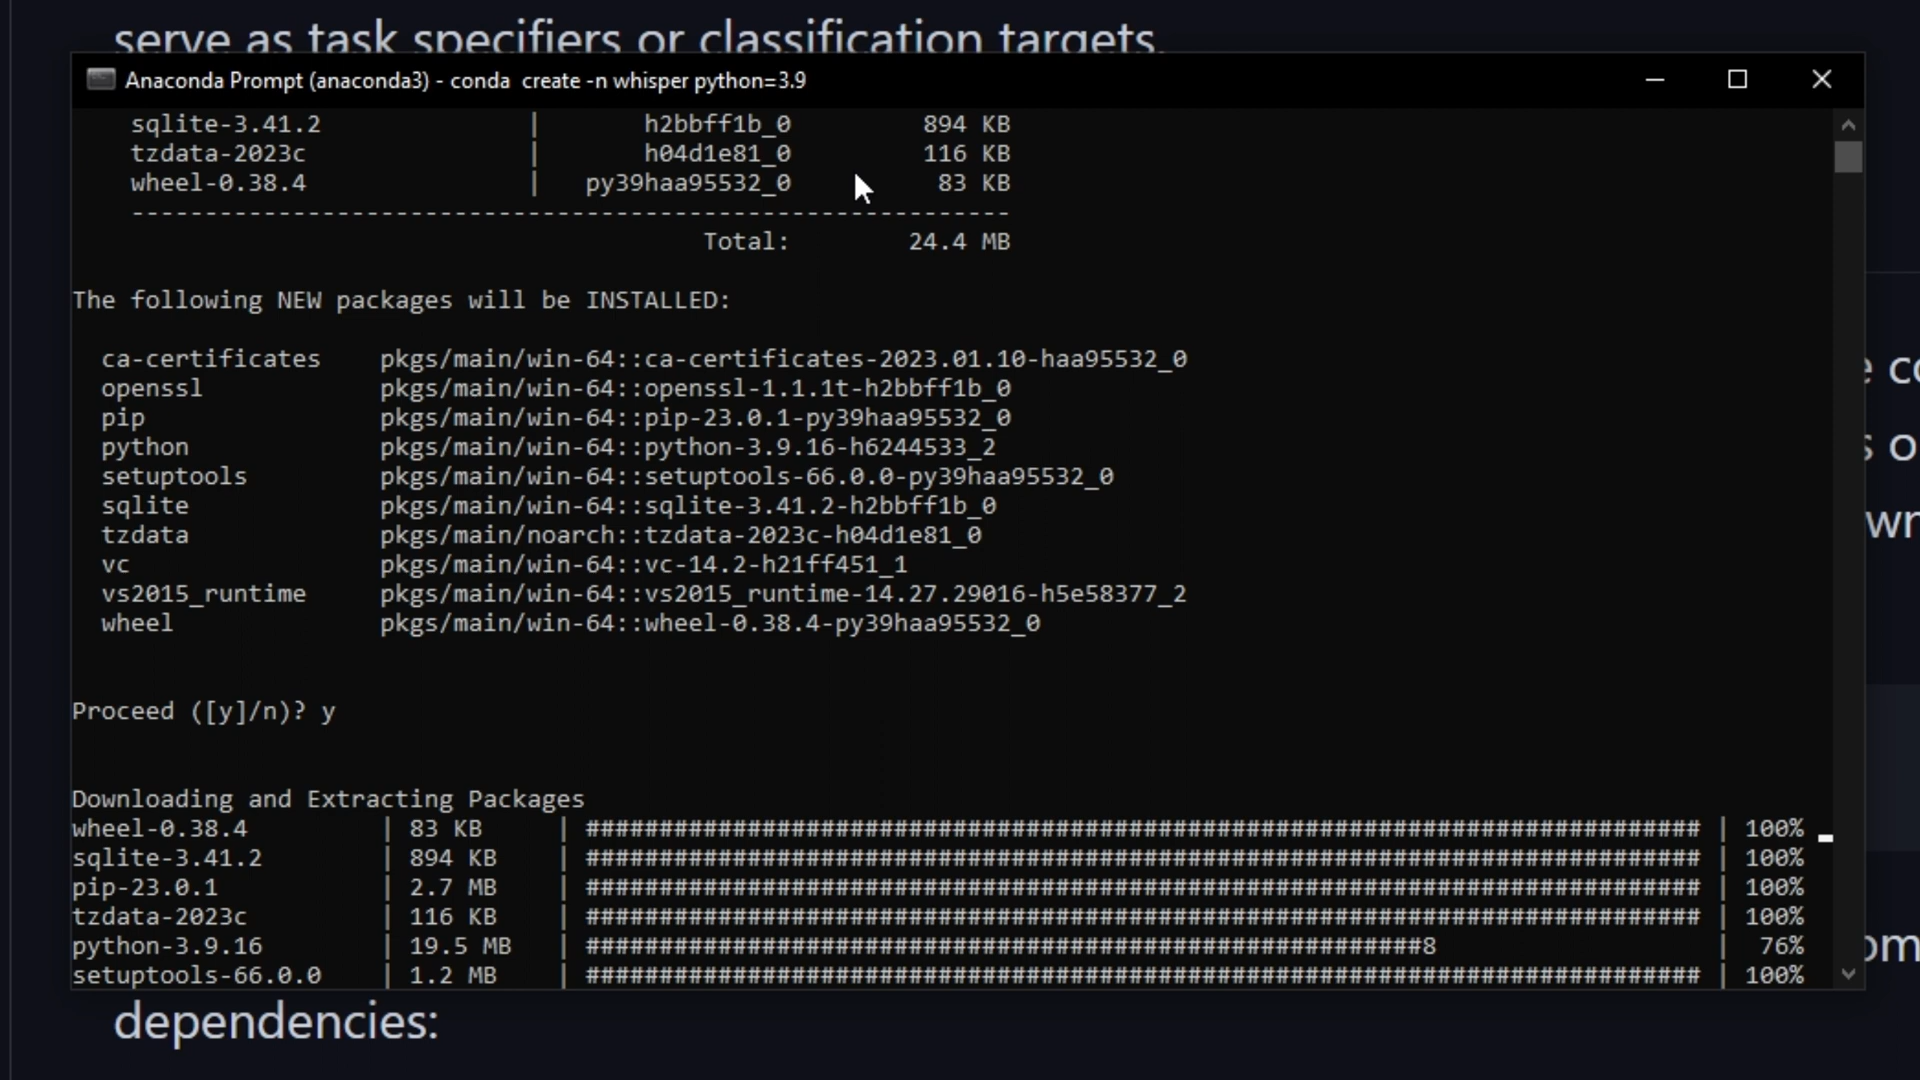 serve as task specifiers or classification targets.
Anaconda Prompt (anaconda3) - conda  create -n whisper python=3.9
sqlite-3.41.2 | h2bbff1b_0 894 KB
tzdata-2023c | h04d1e81_0 116 KB
wheel-0.38.4 | py39haa95532_0 83 KB
------------------------------------------------------------
Total: 24.4 MB
The following NEW packages will be INSTALLED:
ca-certificates pkgs/main/win-64::ca-certificates-2023.01.10-haa95532_0
openssl pkgs/main/win-64::openssl-1.1.1t-h2bbff1b_0
pip pkgs/main/win-64::pip-23.0.1-py39haa95532_0
python pkgs/main/win-64::python-3.9.16-h6244533_2
setuptools pkgs/main/win-64::setuptools-66.0.0-py39haa95532_0
sqlite pkgs/main/win-64::sqlite-3.41.2-h2bbff1b_0
tzdata pkgs/main/noarch::tzdata-2023c-h04d1e81_0
vc pkgs/main/win-64::vc-14.2-h21ff451_1
vs2015_runtime pkgs/main/win-64::vs2015_runtime-14.27.29016-h5e58377_2
wheel pkgs/main/win-64::wheel-0.38.4-py39haa95532_0
Proceed ([y]/n)? y
Downloading and Extracting Packages
wheel-0.38.4 | 83 KB | ############################################################################ | 100%
sqlite-3.41.2 | 894 KB | ############################################################################ | 100%
pip-23.0.1 | 2.7 MB | ############################################################################ | 100%
tzdata-2023c | 116 KB | ############################################################################ | 100%
python-3.9.16 | 19.5 MB | #########################################################8 | 76%
setuptools-66.0.0 | 1.2 MB | ############################################################################ | 100%
dependencies: